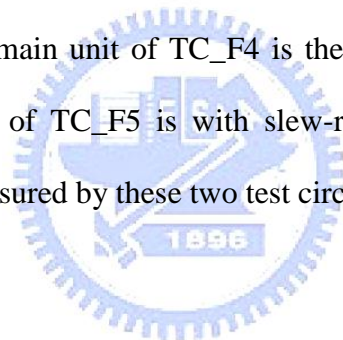 main unit of TC_F4 is the
of TC_F5 is with slew-r
sured by these two test circ
1896